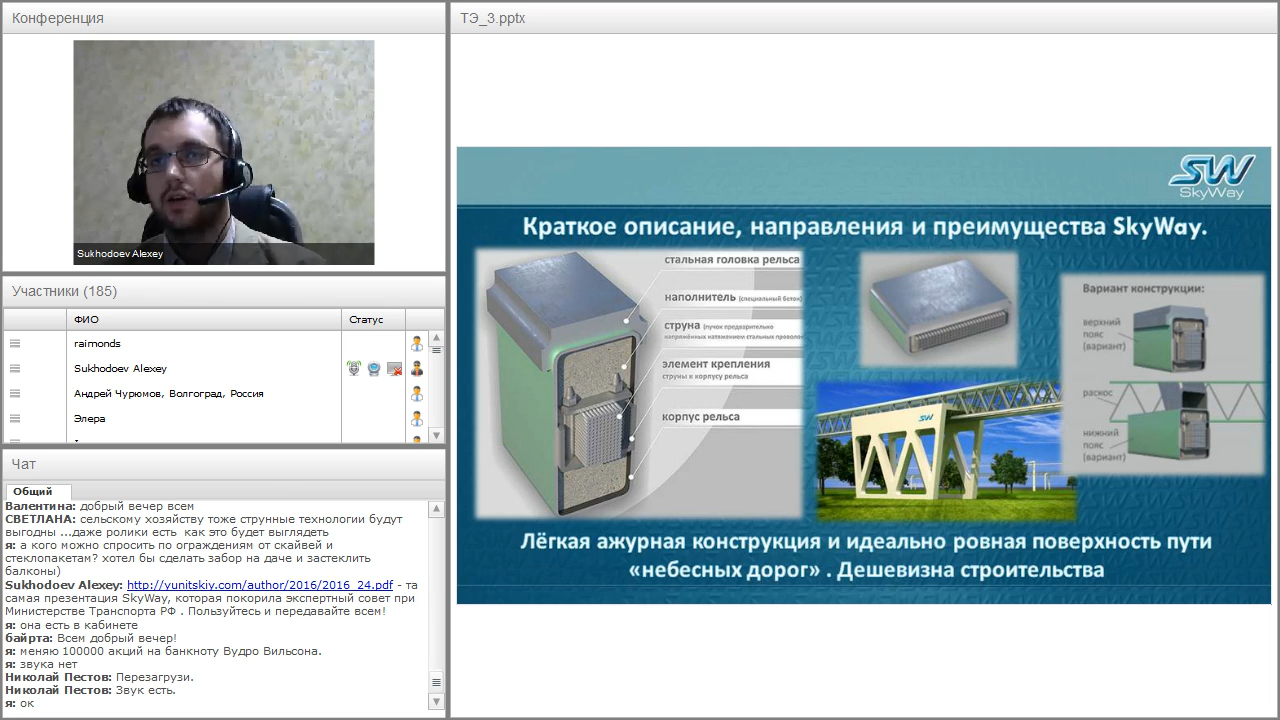 Конференция
Sukhodoev Alexey
Участники (185)
ФИО
Статус
raimonds
Sukhodoev Alexey
Андрей Чурюмов, Волгоград, Россия
Элера
Чат
Общий
Валентина: добрый вечер всем
СВЕТЛАНА: сельскому хозяйству тоже струнные технологии будут
выгодны ...даже ролики есть как это будет выглядеть
я: а кого можно спросить по ограждениям от скайвей и
стеклопакетам? хотел бы сделать забор на даче и застеклить
балконы)
Sukhodoev Alexey: http://yunitskiy.com/author/2016/2016_24.pdf - та
самая презентация SkyWay, которая покорила экспертный совет при
Министерстве Транспорта РФ . Пользуйтесь и передавайте всем!
я: она есть в кабинете
байрта: Всем добрый вечер!
я: меняю 100000 акций на банкноту Вудро Вильсона.
я: звука нет
Николай Пестов: Перезагрузи.
Николай Пестов: Звук есть.
я: ок
ТЭ_3.pptx
SW
SkyWay
Краткое описание, направления и преимущества SkyWay.
стальная головка рельса
наполнитель (специальный бетон)
струна (пучок предварительно
напряжённых натяжением стальных проволок
элемент крепления
струны к корпусу рельса
корпус рельса
SW
Вариант конструкции:
верхний
пояс
(вариант)
раскос
нижний
пояс
(вариант)
Лёгкая ажурная конструкция и идеально ровная поверхность пути
«небесных дорог» . Дешевизна строительства